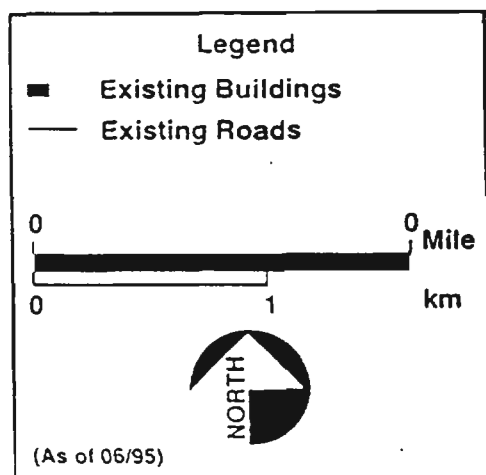 Legend
Existing Buildings
Existing Roads
0 0 Mile
0 1 km
NORTH
(As of 06/95)